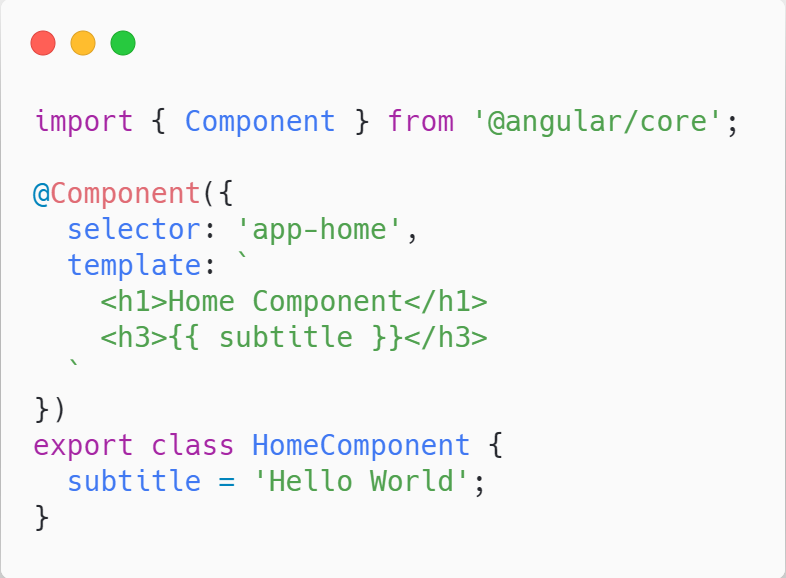 import { Component } from '@angular/core';
@Component({
  selector: 'app-home',
  template: `
    <h1>Home Component</h1>
    <h3>{{ subtitle }}</h3>
  `
})
export class HomeComponent {
  subtitle = 'Hello World';
}